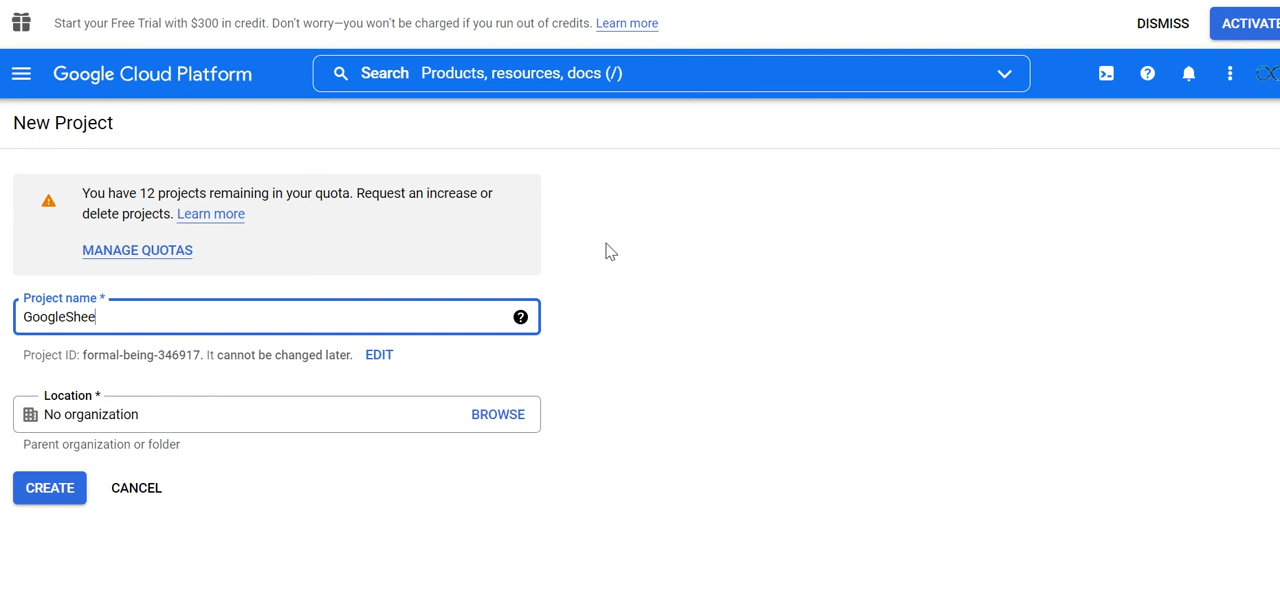 Start your Free Trial with $300 in credit. Don't worry—you won't be charged if you run out of credits. Learn more
DISMISS
ACTIVATE
Google Cloud Platform
Search Products, resources, docs (/)
New Project
You have 12 projects remaining in your quota. Request an increase or
delete projects. Learn more
MANAGE QUOTAS
Project name *
GoogleShee
Project ID: formal-being-346917. It cannot be changed later. EDIT
Location *
No organization
BROWSE
Parent organization or folder
CREATE
CANCEL